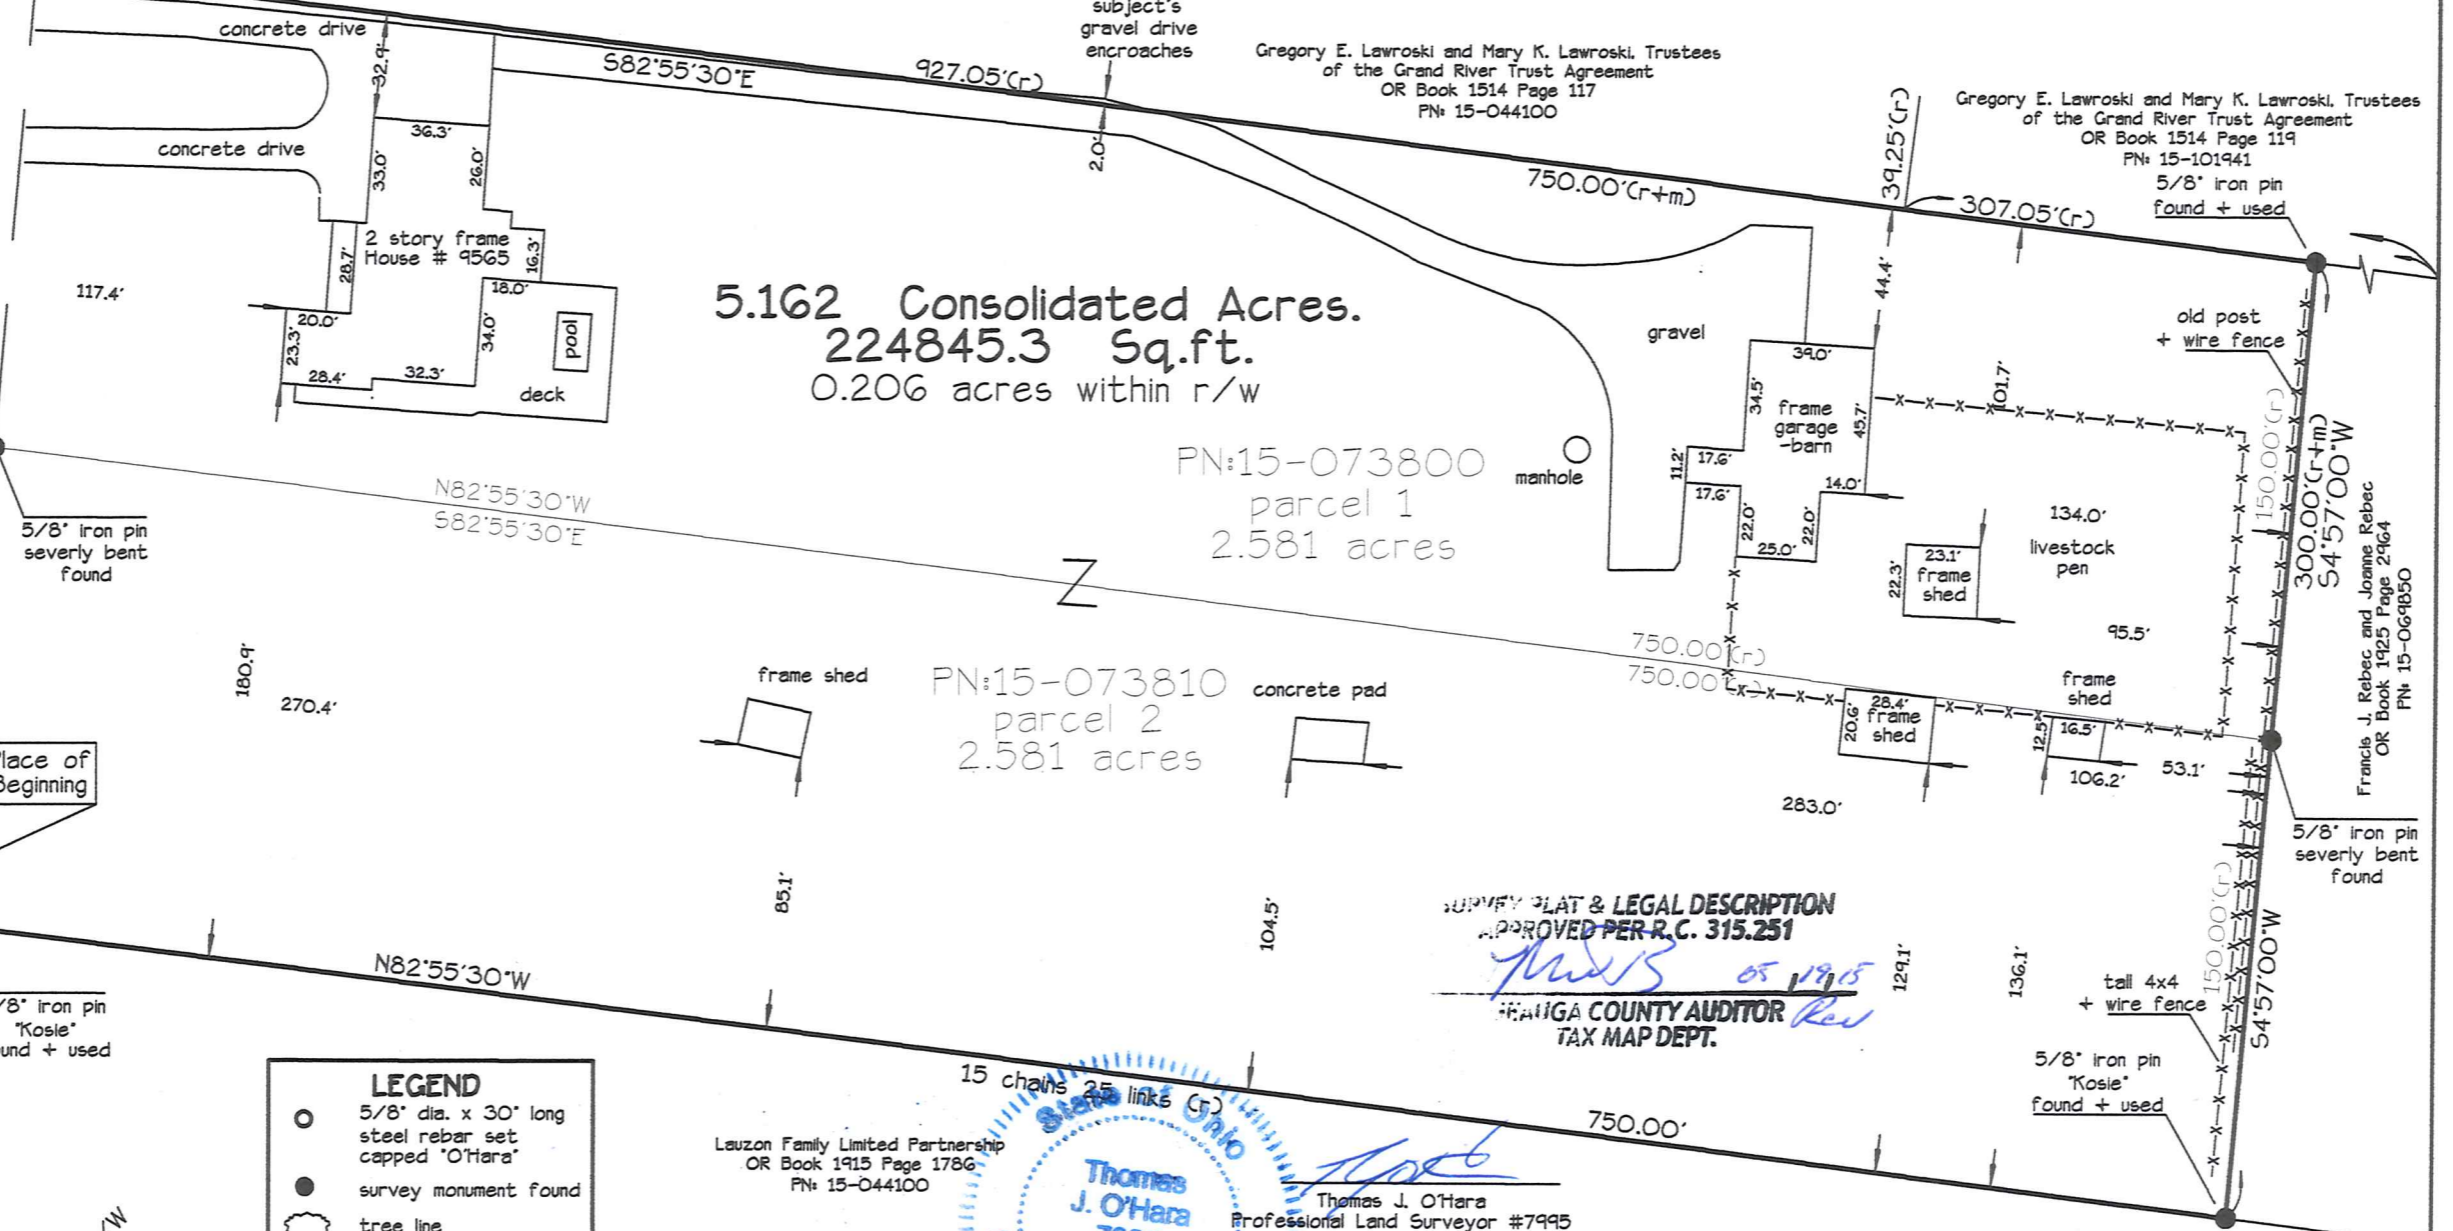 subject's
gravel drive
encroaches
concrete drive
32.9'
S82°55'30"E
927.05'(r)
Gregory E. Lawroski and Mary K. Lawroski, Trustees
of the Grand River Trust Agreement
OR Book 1514 Page 117
PN: 15-044100
39.25'(r)
Gregory E. Lawroski and Mary K. Lawroski, Trustees
of the Grand River Trust Agreement
OR Book 1514 Page 119
PN: 15-101941
5/8" iron pin
found + used
concrete drive
36.3'
33.0'
26.0'
2.0'
750.00'(r+m)
307.05'(r)
2 story frame
House # 9565
28.7'
16.3'
117.4'
18.0'
20.0'
23.3'
34.0'
pool
28.4'
32.3'
deck
5.162 Consolidated Acres.
224845.3 Sq.ft.
0.206 acres within r/w
gravel
44.4'
39.0'
34.5'
frame
garage
-barn
45.7'
101.7'
old post
+ wire fence
150.00'(r)
300.00'(r+m)
S4°57'00"W
PN:15-073800
parcel 1
2.581 acres
manhole
11.2'
17.6'
17.6'
14.0'
22.0'
22.0'
25.0'
134.0'
livestock
pen
23.1'
22.3'
frame
shed
95.5'
Francis J. Rebec and Joanne Rebec
OR Book 1925 Page 2964
PN: 15-069850
N82°55'30"W
S82°55'30"E
5/8" iron pin
severly bent
found
Z
750.00'(r)
750.00'(r)
180.9'
270.4'
frame shed
PN:15-073810
parcel 2
2.581 acres
concrete pad
28.4'
20.6'
frame
shed
frame
shed
12.5'
16.5'
106.2'
53.1'
283.0'
5/8" iron pin
severly bent
found
lace of
Beginning
85.1'
104.5'
SURVEY PLAT & LEGAL DESCRIPTION
APPROVED PER R.C. 315.251
05 / 19 / 15
GEAUGA COUNTY AUDITOR Rev
TAX MAP DEPT.
129.1'
136.1'
150.00'(r)
S4°57'00"W
tall 4x4
+ wire fence
5/8" iron pin
"Kosie"
found + used
N82°55'30"W
/8" iron pin
"Kosie"
und + used
15 chains 25 links (r)
750.00'
LEGEND
5/8" dia. x 30" long
steel rebar set
capped "O'Hara"
survey monument found
tree line
Lauzon Family Limited Partnership
OR Book 1915 Page 1786
PN: 15-044100
State of Ohio
Thomas
J. O'Hara
Thomas J. O'Hara
Professional Land Surveyor #7995